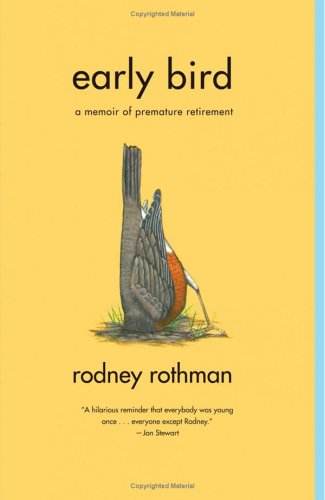 Copyrighted Material
early bird
a memoir of premature retirement
rodney rothman
"A hilarious reminder that everybody was young
once . . . everyone except Rodney."
—Jon Stewart
Copyrighted Material